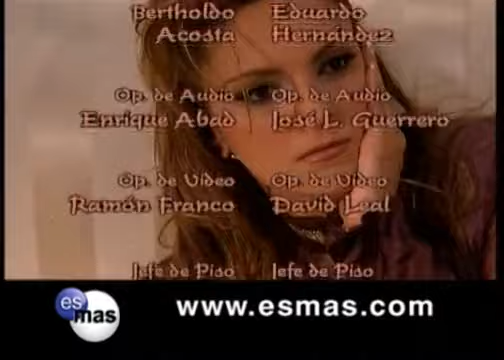 Bertholdo Eduardo
Acosta Hernández
Op. de Audio Op. de Audio
Enrique Abad José L. Guerrero
Op. de Video Op. de Video
Ramón Franco David Leal
Jefe de Piso Jefe de Piso
es mas www.esmas.com